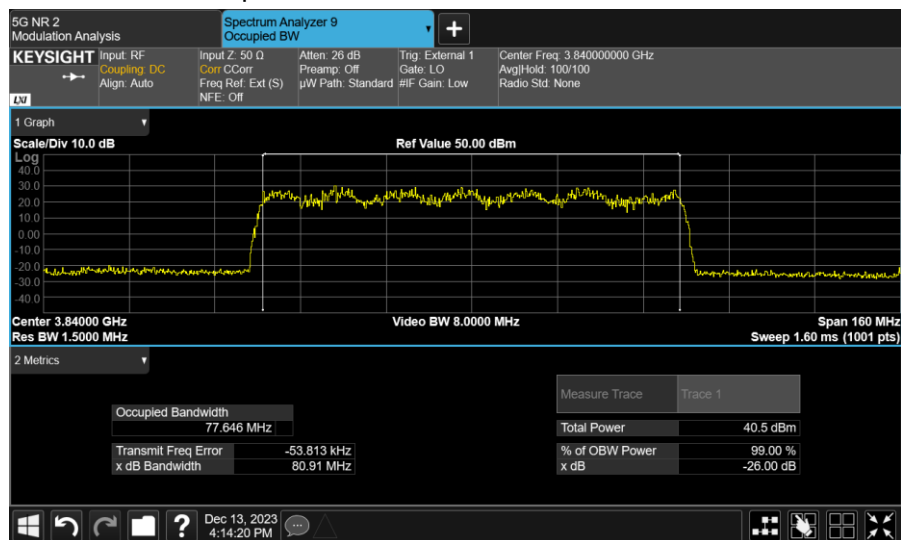 5G NR 2
Modulation Analysis
Spectrum Analyzer 9
Occupied BW
KEYSIGHT
Input: RF
Coupling: DC
Align: Auto
Input Z: 50 Ω
Corr CCorr
Freq Ref: Ext (S)
NFE: Off
Atten: 26 dB
Preamp: Off
µW Path: Standard
Trig: External 1
Gate: LO
#IF Gain: Low
Center Freq: 3.840000000 GHz
Avg|Hold: 100/100
Radio Std: None
LXI
1 Graph
Scale/Div 10.0 dB
Ref Value 50.00 dBm
Log
40.0
30.0
20.0
10.0
0.00
-10.0
-20.0
-30.0
-40.0
Center 3.84000 GHz
Video BW 8.0000 MHz
Span 160 MHz
Res BW 1.5000 MHz
Sweep 1.60 ms (1001 pts)
2 Metrics
Measure Trace
Trace 1
Occupied Bandwidth
77.646 MHz
Total Power
40.5 dBm
Transmit Freq Error
-53.813 kHz
% of OBW Power
99.00 %
x dB Bandwidth
80.91 MHz
x dB
-26.00 dB
Dec 13, 2023
4:14:20 PM